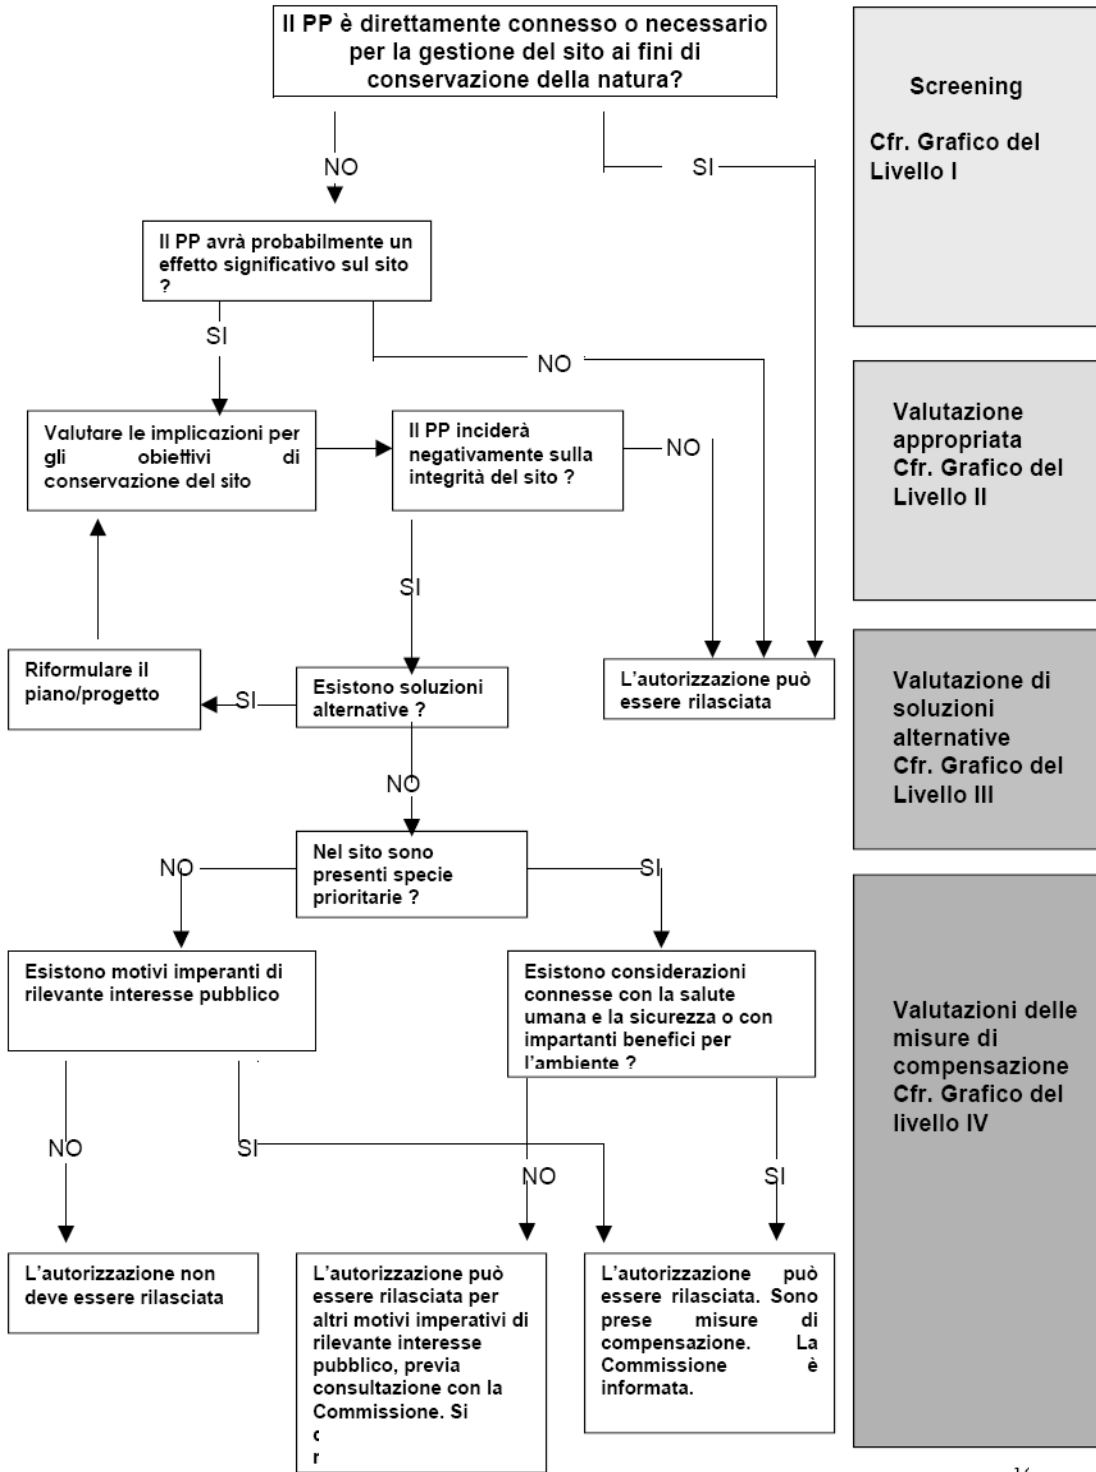 Il PP è direttamente connesso o necessario
per la gestione del sito ai fini di
conservazione della natura?
Screening
Cfr. Grafico del
Livello I
NO
SI
Il PP avrà probabilmente un
effetto significativo sul sito
?
SI
NO
Valutare le implicazioni per
gli obiettivi di
conservazione del sito
Il PP inciderà
negativamente sulla
integrità del sito ?
NO
Valutazione
appropriata
Cfr. Grafico del
Livello II
SI
Riformulare il
piano/progetto
SI
Esistono soluzioni
alternative ?
L'autorizzazione può
essere rilasciata
Valutazione di
soluzioni
alternative
Cfr. Grafico del
Livello III
NO
Nel sito sono
presenti specie
prioritarie ?
NO
SI
Esistono motivi imperanti di
rilevante interesse pubblico
Esistono considerazioni
connesse con la salute
umana e la sicurezza o con
impartanti benefici per
l'ambiente ?
Valutazioni delle
misure di
compensazione
Cfr. Grafico del
livello IV
NO
SI
NO
SI
L'autorizzazione non
deve essere rilasciata
L'autorizzazione può
essere rilasciata per
altri motivi imperativi di
rilevante interesse
pubblico, previa
consultazione con la
Commissione. Si
L'autorizzazione può
essere rilasciata. Sono
prese misure di
compensazione. La
Commissione è
informata.